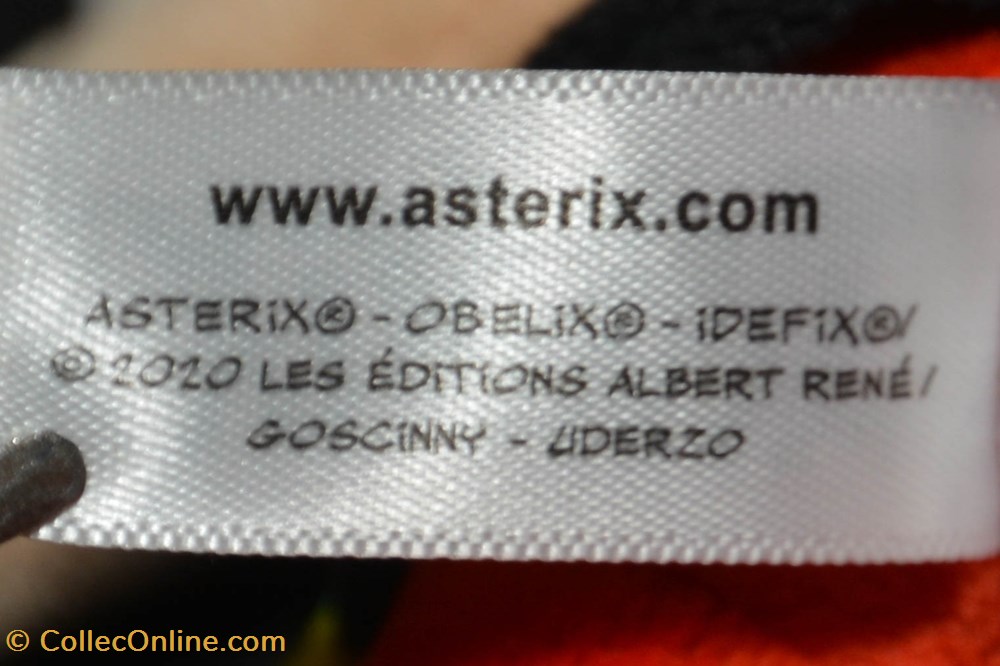 www.asterix.com
ASTERiX® - OBELiX® - iDEFiX®/
© 2020 LES ÉDiTiONS ALBERT RENÉ/
GOSCiNNY - UDERZO
© CollecOnline.com